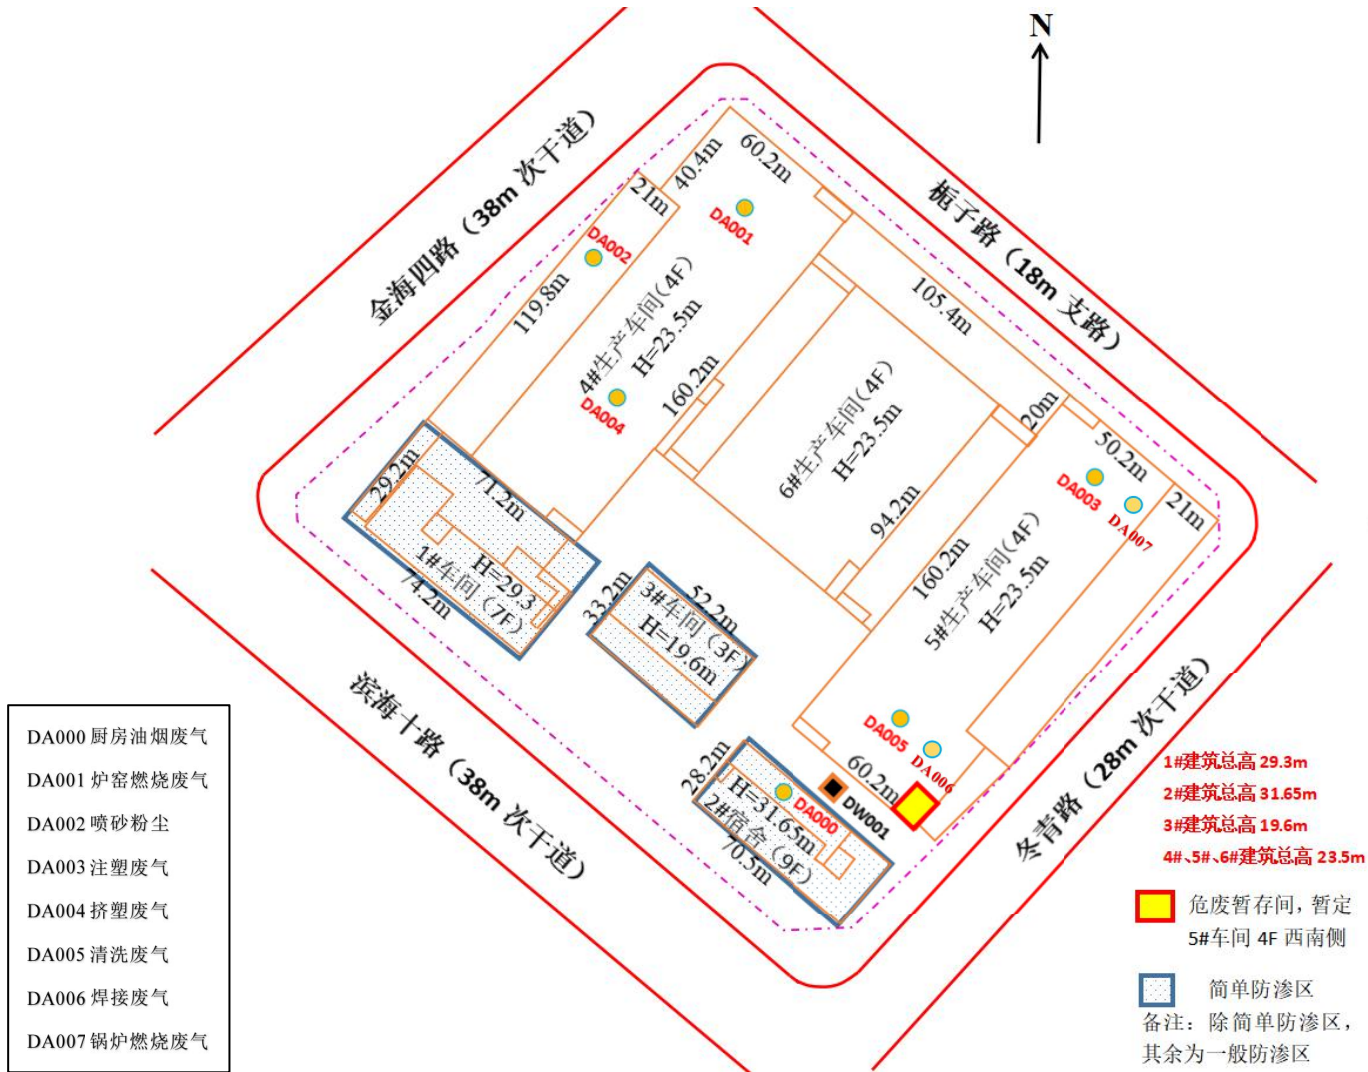 N
金海四路（38m 次干道）
栀子路（18m 支路）
60.2m
40.4m
21m
DA001
DA002
119.8m
4#生产车间(4F)
H=23.5m
105.4m
160.2m
DA004
6#生产车间(4F)
H=23.5m
20m
50.2m
DA003
21m
DA007
29.2m
71.2m
94.2m
1#车间（7F）
H=29.3
74.2m
160.2m
5#生产车间(4F)
H=23.5m
33.2m
52.2m
3#车间（3F）
H=19.6m
滨海十路（38m 次干道）
冬青路（28m 次干道）
DA005
DA006
60.2m
28.2m
H=31.65m
2#宿舍（9F）
DA000
DW001
70.5m
DA000 厨房油烟废气
DA001 炉窑燃烧废气
DA002 喷砂粉尘
DA003 注塑废气
DA004 挤塑废气
DA005 清洗废气
DA006 焊接废气
DA007 锅炉燃烧废气
1#建筑总高 29.3m
2#建筑总高 31.65m
3#建筑总高 19.6m
4#、5#、6#建筑总高 23.5m
危废暂存间，暂定
5#车间 4F 西南侧
简单防渗区
备注：除简单防渗区，
其余为一般防渗区